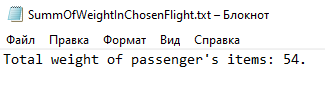 SummOfWeightInChosenFlight.txt – Блокнот
Файл Правка Формат Вид Справка
Total weight of passenger's items: 54.